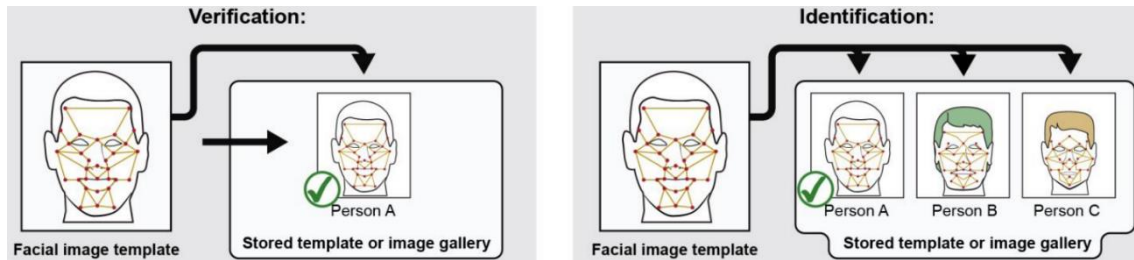 Verification:
Person A
Facial image template
Stored template or image gallery
Identification:
Person A
Person B
Person C
Facial image template
Stored template or image gallery